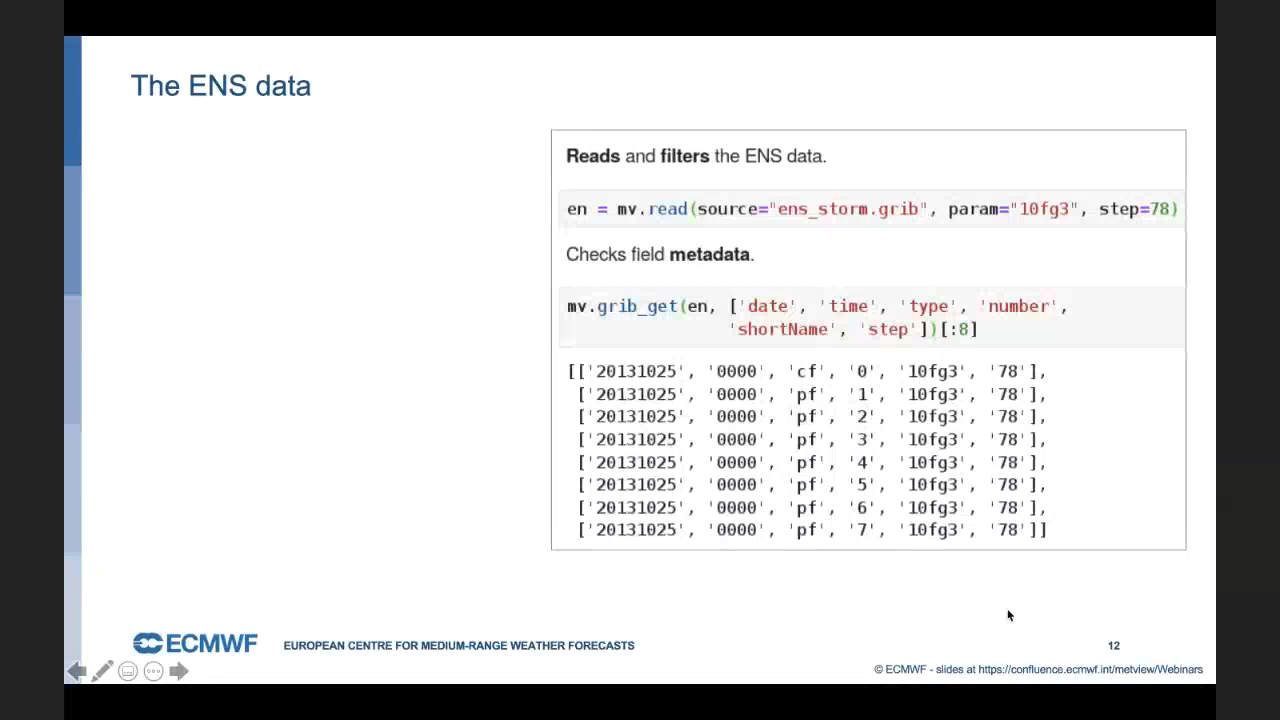 The ENS data
Reads and filters the ENS data.
en = mv.read(source="ens_storm.grib", param="10fg3", step=78)
Checks field metadata.
mv.grib_get(en, ['date', 'time', 'type', 'number',
'shortName', 'step'])[:8]
[['20131025', '0000', 'cf', '0', '10fg3', '78'],
['20131025', '0000', 'pf', '1', '10fg3', '78'],
['20131025', '0000', 'pf', '2', '10fg3', '78'],
['20131025', '0000', 'pf', '3', '10fg3', '78'],
['20131025', '0000', 'pf', '4', '10fg3', '78'],
['20131025', '0000', 'pf', '5', '10fg3', '78'],
['20131025', '0000', 'pf', '6', '10fg3', '78'],
['20131025', '0000', 'pf', '7', '10fg3', '78']]
ECMWF EUROPEAN CENTRE FOR MEDIUM-RANGE WEATHER FORECASTS 12
© ECMWF - slides at https://confluence.ecmwf.int/metview/Webinars